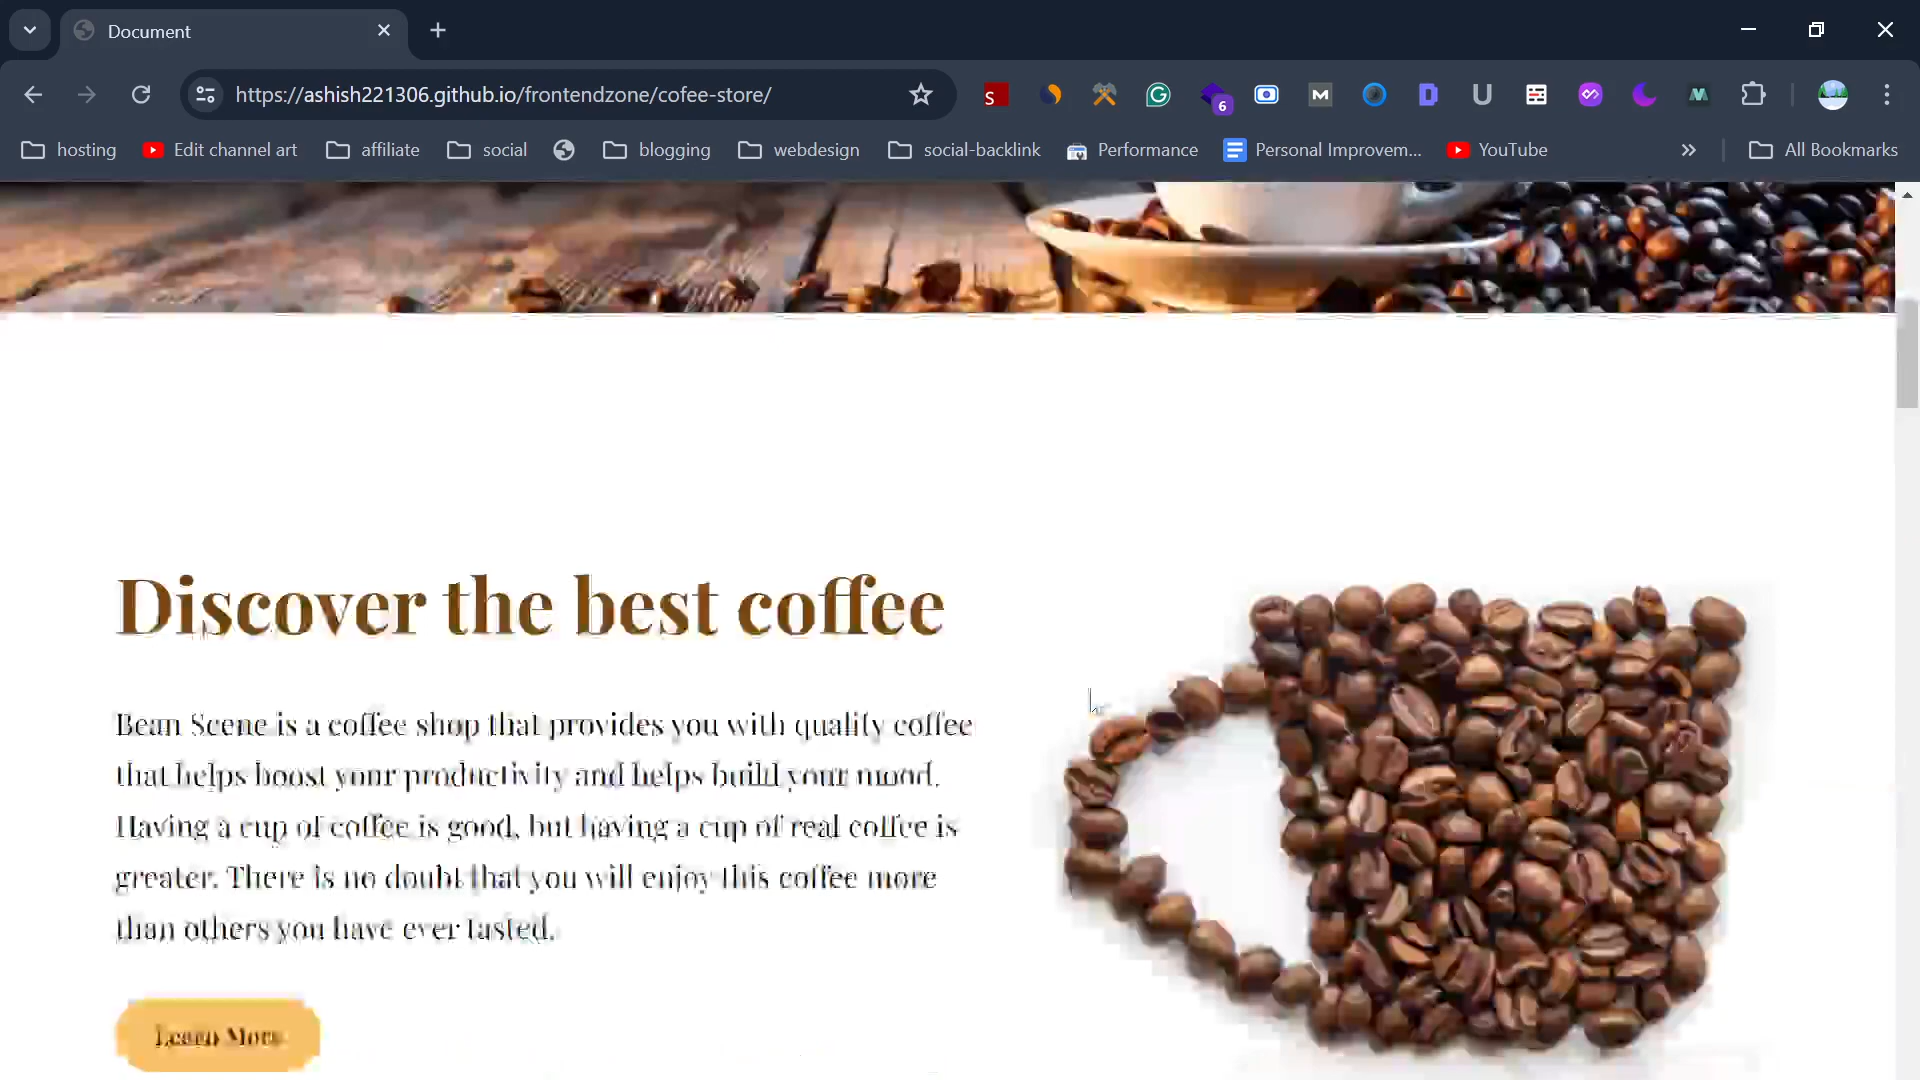 Document
https://ashish221306.github.io/frontendzone/cofee-store/
S
G
6
M
D
U
M
hosting
Edit channel art
affiliate
social
blogging
webdesign
social-backlink
Performance
Personal Improvem...
YouTube
»
All Bookmarks
Discover the best coffee
Bean Scene is a coffee shop that provides you with quality coffee
that helps boost your productivity and helps build your mood.
Having a cup of coffee is good, but having a cup of real coffee is
greater. There is no doubt that you will enjoy this coffee more
than others you have ever tasted.
Learn More